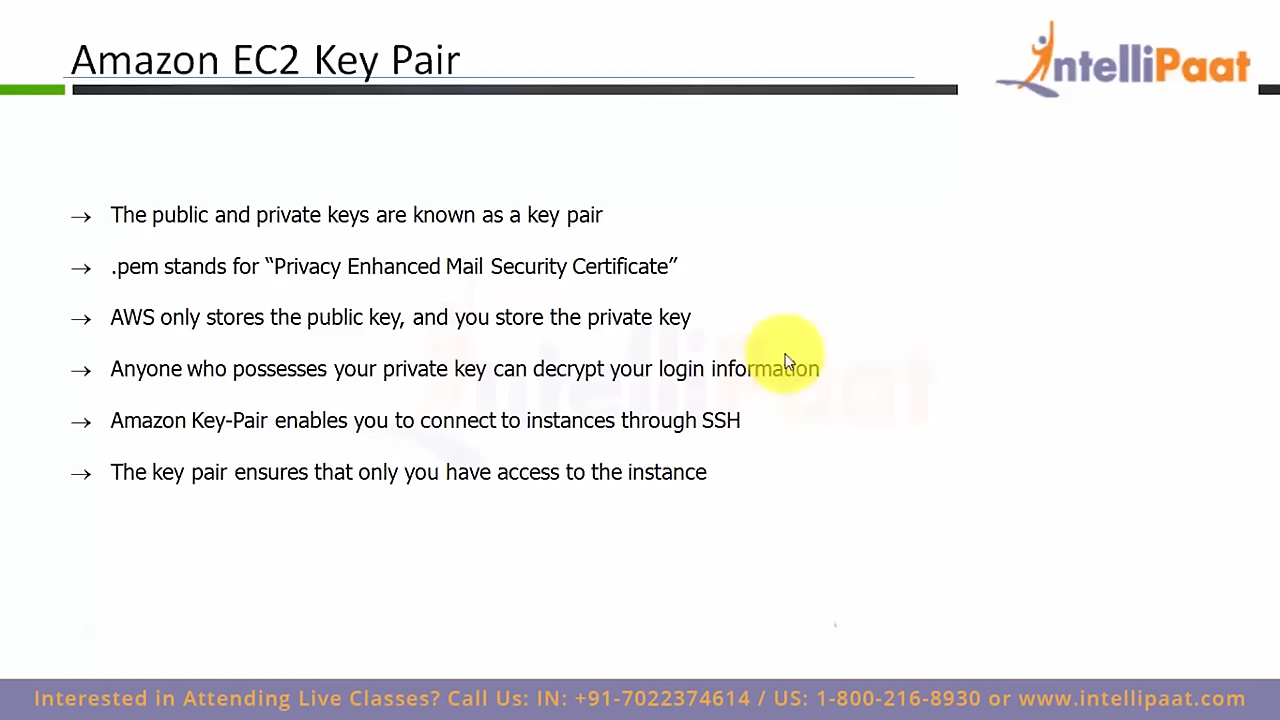 Amazon EC2 Key Pair
IntelliPaat
→ The public and private keys are known as a key pair
→ .pem stands for “Privacy Enhanced Mail Security Certificate”
→ AWS only stores the public key, and you store the private key
→ Anyone who possesses your private key can decrypt your login information
→ Amazon Key-Pair enables you to connect to instances through SSH
→ The key pair ensures that only you have access to the instance
Interested in Attending Live Classes? Call Us: IN: +91-7022374614 / US: 1-800-216-8930 or www.intellipaat.com